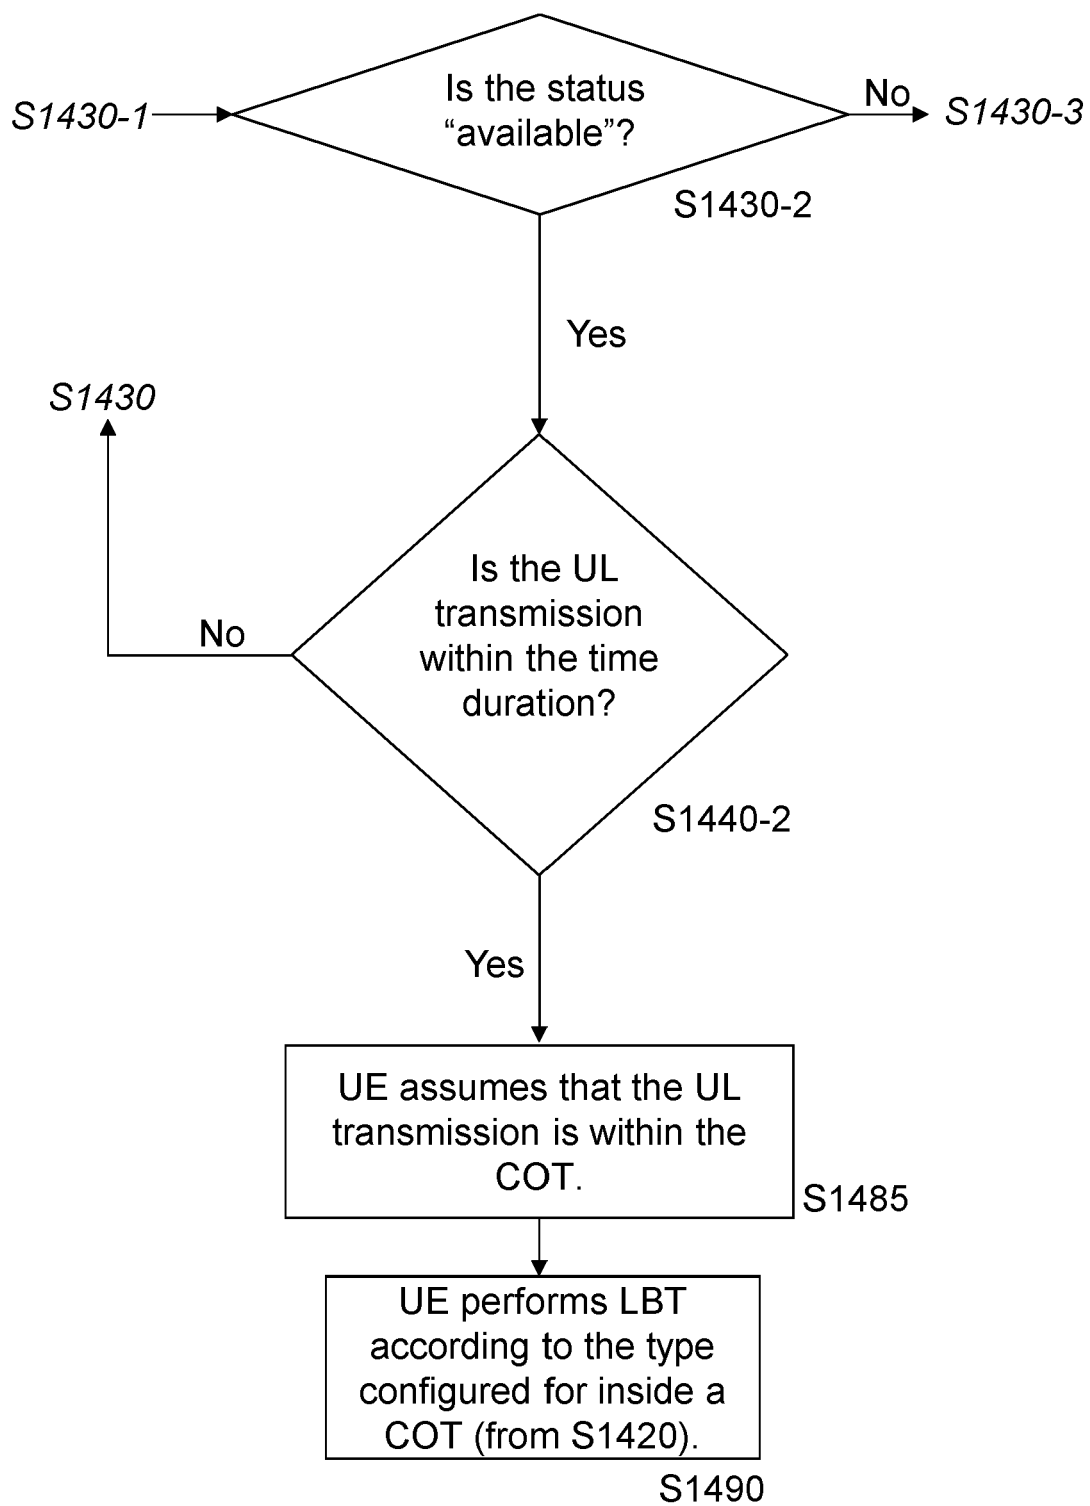 Is the status
“available”?
S1430-1
No
S1430-3
S1430-2
Yes
S1430
Is the UL
transmission
within the time
duration?
No
S1440-2
Yes
UE assumes that the UL
transmission is within the
COT.
S1485
UE performs LBT
according to the type
configured for inside a
COT (from S1420).
S1490